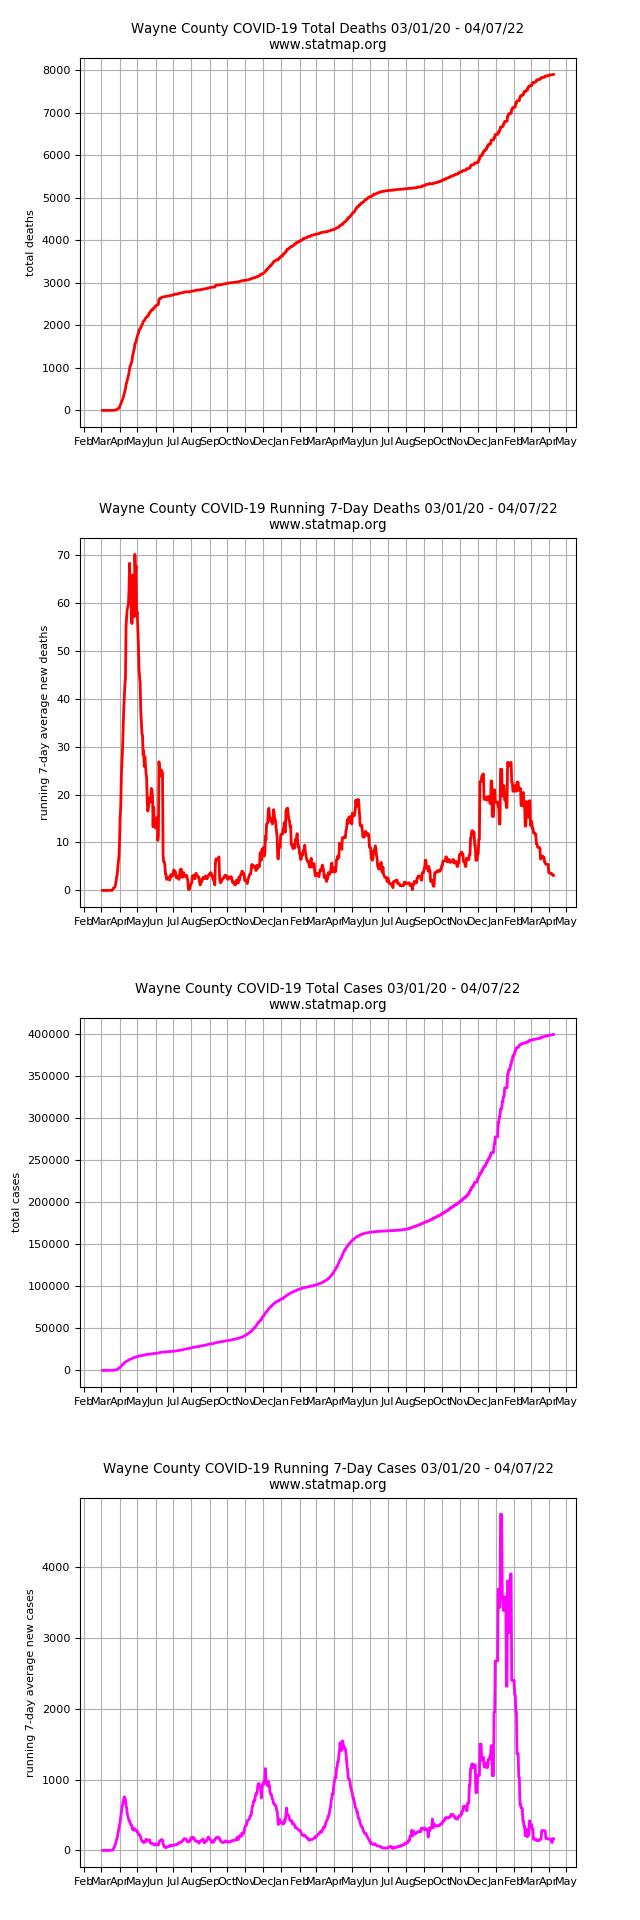 Wayne County COVID-19 Total Deaths 03/01/20 - 04/07/22
www.statmap.org
8000
7000
6000
5000
4000
3000
2000
1000
0
total deaths
Feb Mar Apr May Jun Jul Aug Sep Oct Nov Dec Jan Feb Mar Apr May Jun Jul Aug Sep Oct Nov Dec Jan Feb Mar Apr May
Wayne County COVID-19 Running 7-Day Deaths 03/01/20 - 04/07/22
www.statmap.org
70
60
50
40
30
20
10
0
running 7-day average new deaths
Feb Mar Apr May Jun Jul Aug Sep Oct Nov Dec Jan Feb Mar Apr May Jun Jul Aug Sep Oct Nov Dec Jan Feb Mar Apr May
Wayne County COVID-19 Total Cases 03/01/20 - 04/07/22
www.statmap.org
400000
350000
300000
250000
200000
150000
100000
50000
0
total cases
Feb Mar Apr May Jun Jul Aug Sep Oct Nov Dec Jan Feb Mar Apr May Jun Jul Aug Sep Oct Nov Dec Jan Feb Mar Apr May
Wayne County COVID-19 Running 7-Day Cases 03/01/20 - 04/07/22
www.statmap.org
4000
3000
2000
1000
0
running 7-day average new cases
Feb Mar Apr May Jun Jul Aug Sep Oct Nov Dec Jan Feb Mar Apr May Jun Jul Aug Sep Oct Nov Dec Jan Feb Mar Apr May